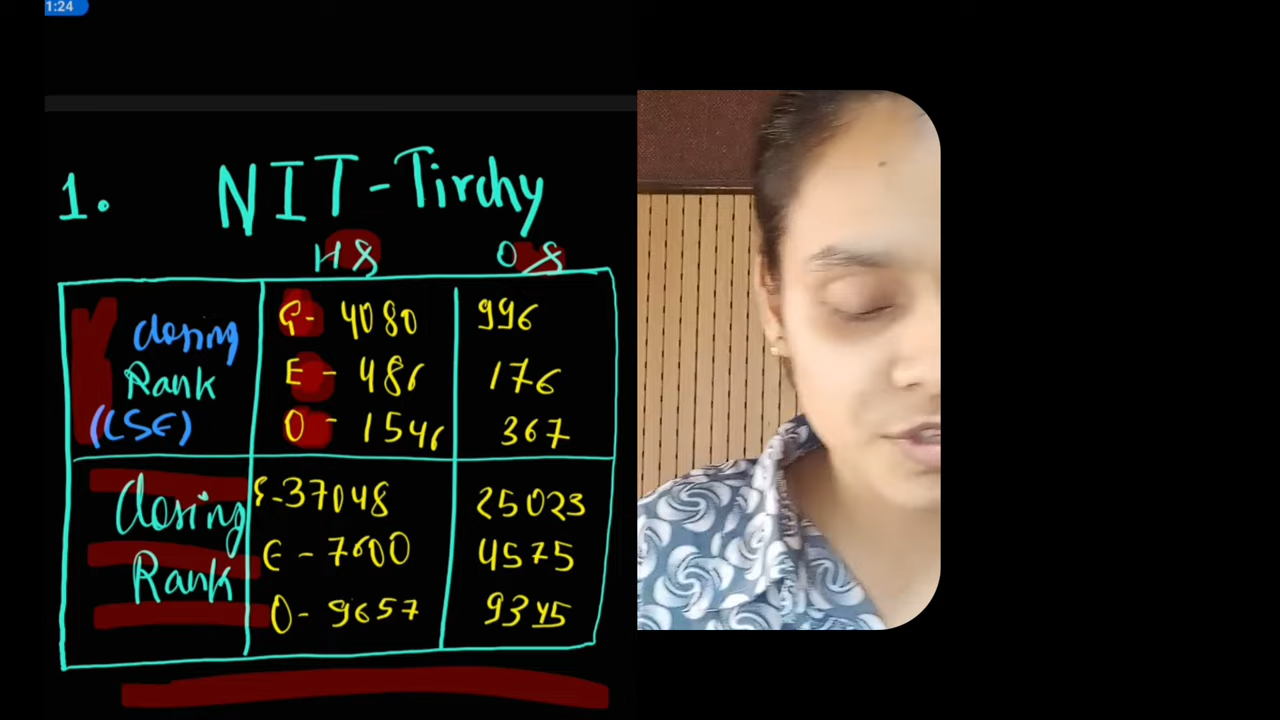 1:24
1. NIT-Tirchy
HS OS
Closing G- 4080 996
Rank E - 486 176
(CSE) O - 1546 367
Closing G-37048 25023
Rank E - 7600 4575
O- 9657 9345